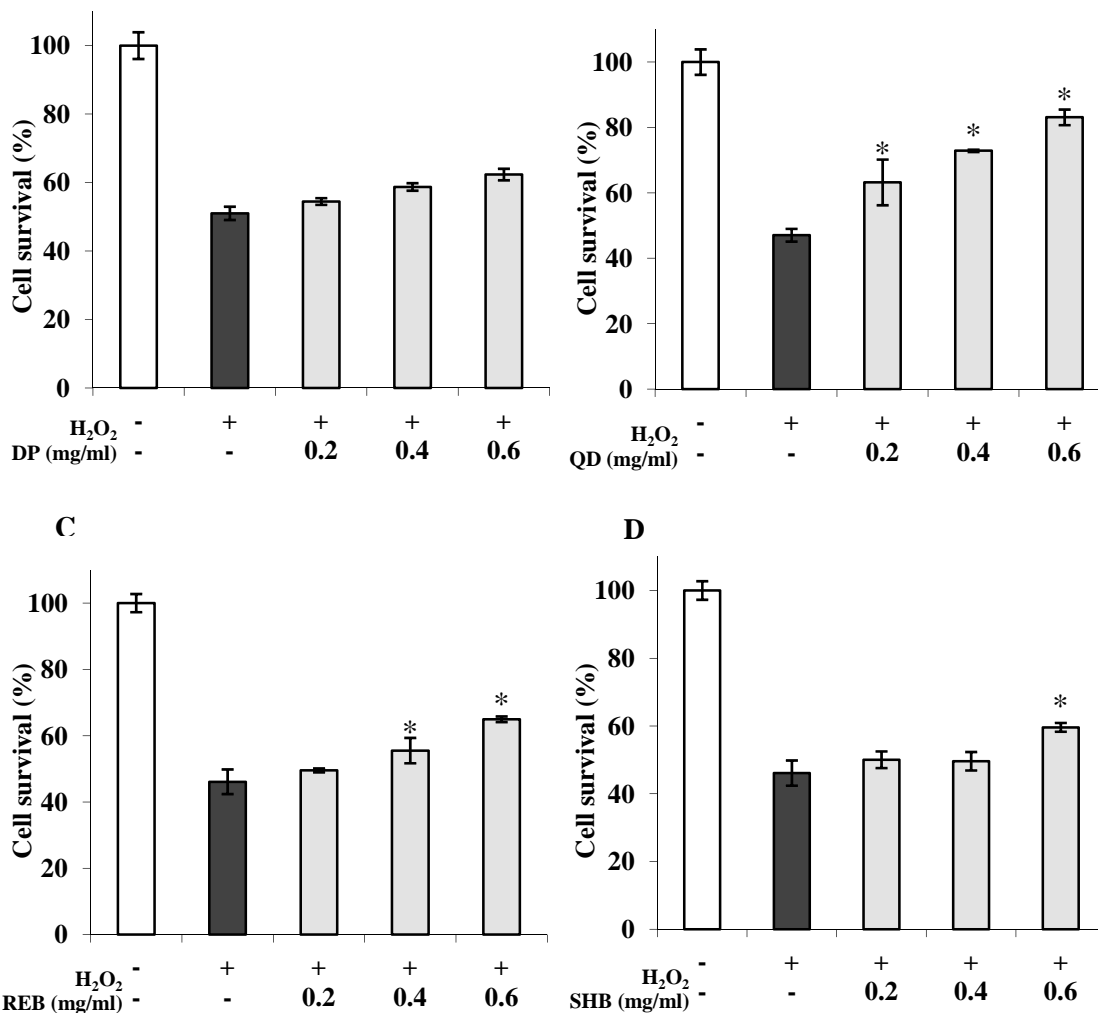 Cell survival (%)
100
80
60
40
20
0
H₂O₂ - + + + +
DP (mg/ml) - - 0.2 0.4 0.6
Cell survival (%)
100
80
60
40
20
0
* * *
H₂O₂ - + + + +
QD (mg/ml) - - 0.2 0.4 0.6
C
Cell survival (%)
100
80
60
40
20
0
* *
H₂O₂ - + + + +
REB (mg/ml) - - 0.2 0.4 0.6
D
Cell survival (%)
100
80
60
40
20
0
*
H₂O₂ - + + + +
SHB (mg/ml) - - 0.2 0.4 0.6